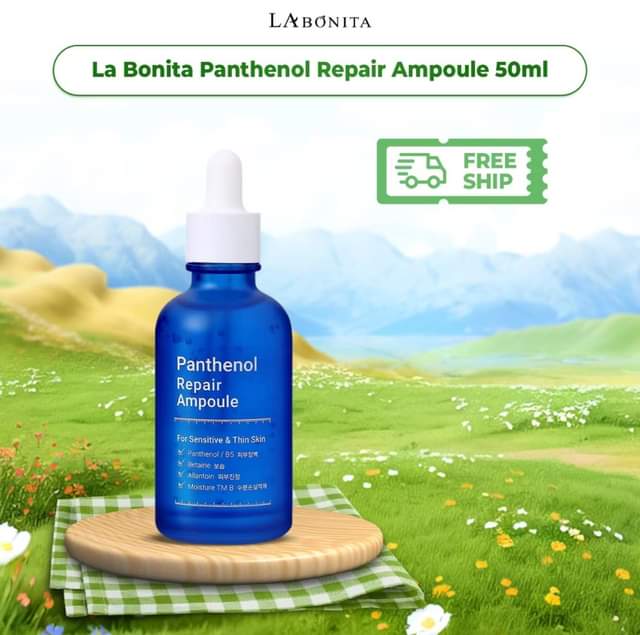 LABONITA
La Bonita Panthenol Repair Ampoule 50ml
FREE
SHIP
Panthenol
Repair
Ampoule
For Sensitive & Thin Skin
Panthenol / B5 피부장벽
Betaine 보습
Allantoin 피부진정
Moisture TM B 수분손실억제